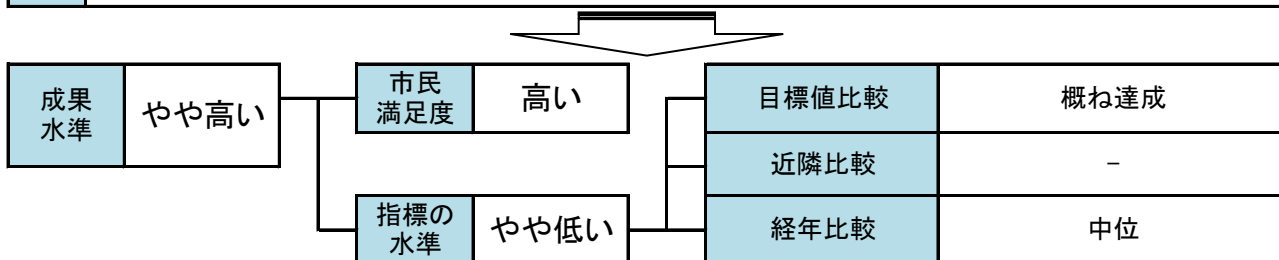 成果
水準
やや高い
市民
満足度
高い
指標の
水準
やや低い
目標値比較
概ね達成
近隣比較
－
経年比較
中位